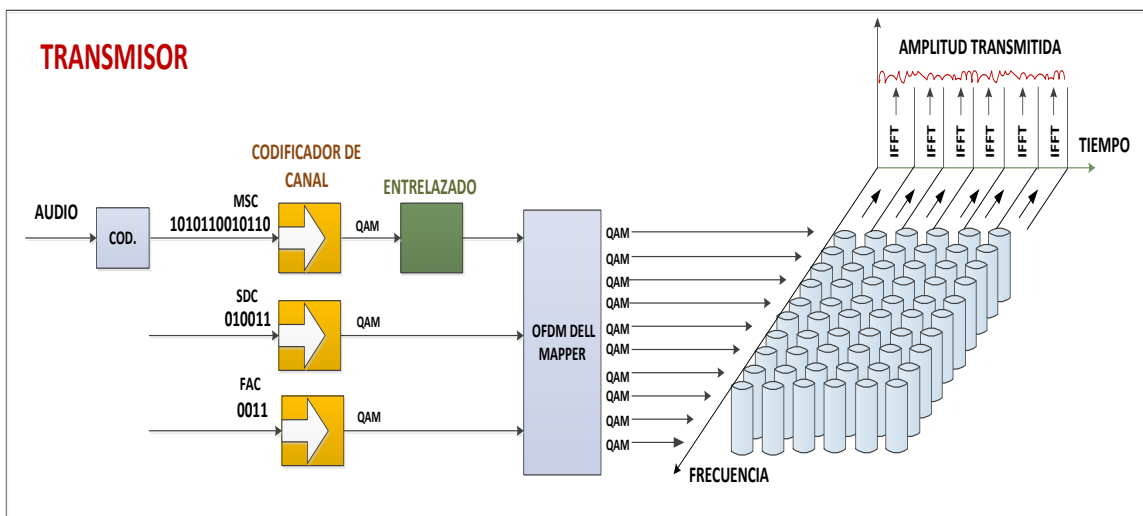 TRANSMISOR
AMPLITUD TRANSMITIDA
IFFT
IFFT
IFFT
IFFT
IFFT
IFFT
TIEMPO
CODIFICADOR DE
CANAL
ENTRELAZADO
AUDIO
COD.
MSC
1010110010110
QAM
SDC
010011
QAM
FAC
0011
QAM
OFDM DELL
MAPPER
QAM
QAM
QAM
QAM
QAM
QAM
QAM
QAM
QAM
QAM
FRECUENCIA